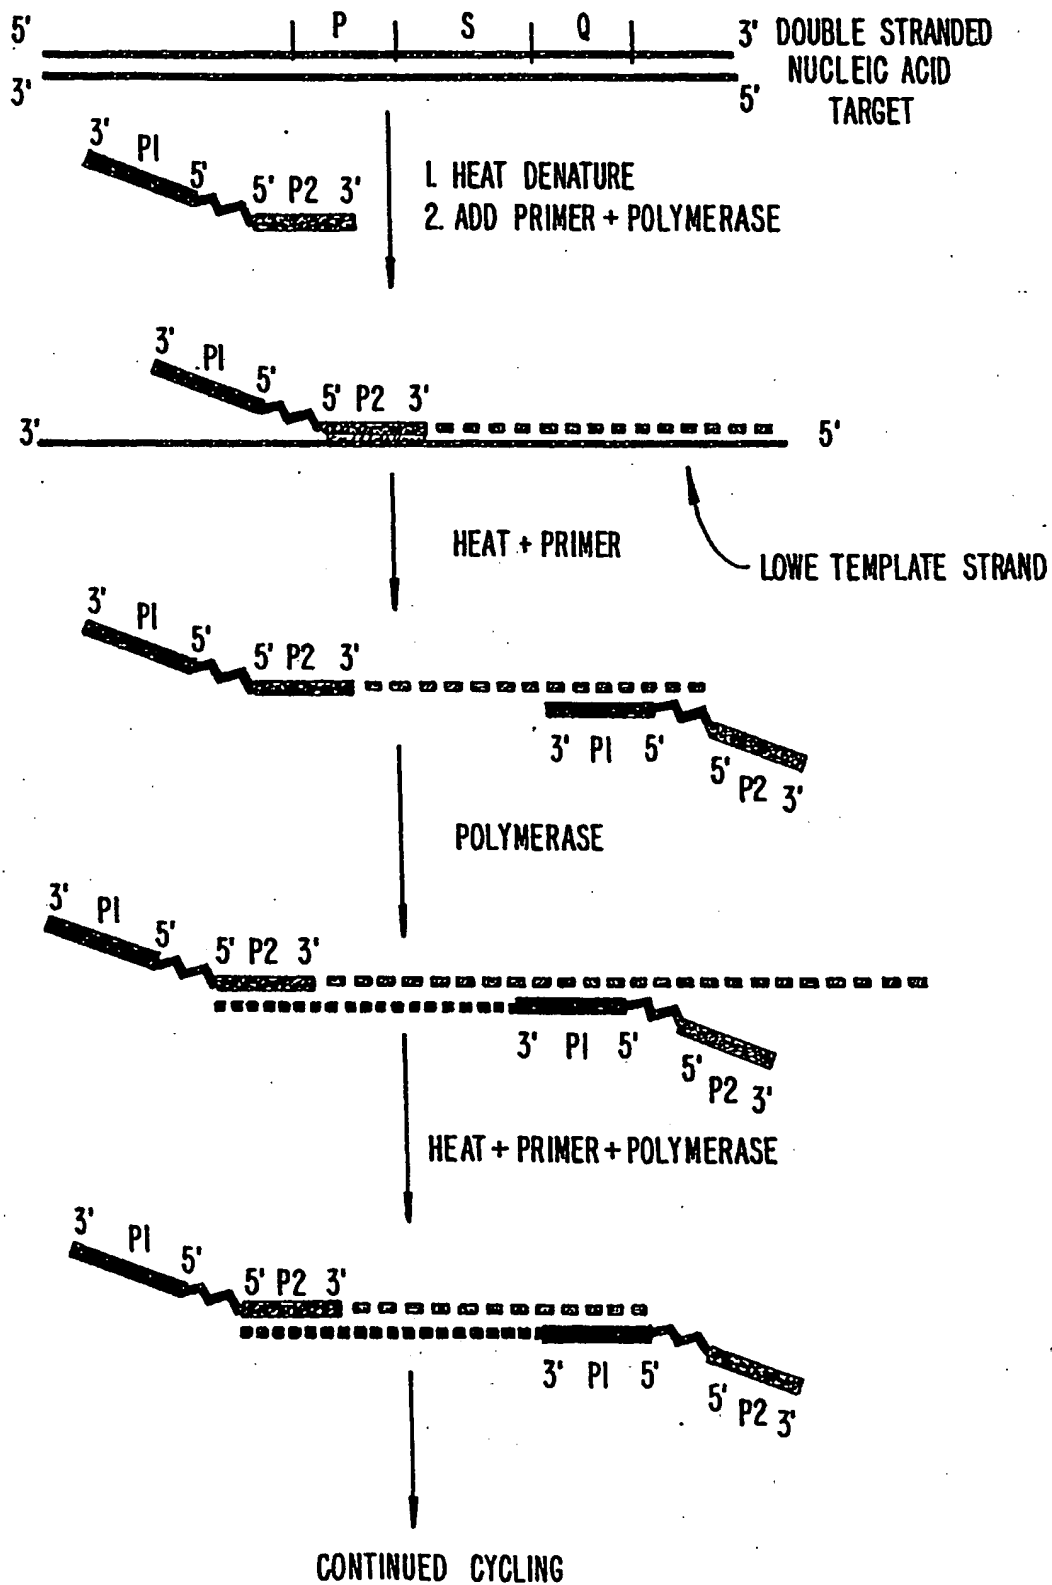 5' P S Q 3' DOUBLE STRANDED
NUCLEIC ACID
3' 5' TARGET
3' P1 5' 5' P2 3'
1. HEAT DENATURE
2. ADD PRIMER + POLYMERASE
3' P1 5' 5' P2 3'
3' 5'
HEAT + PRIMER
LOWE TEMPLATE STRAND
3' P1 5' 5' P2 3'
3' P1 5' 5' P2 3'
POLYMERASE
3' P1 5' 5' P2 3'
3' P1 5' 5' P2 3'
HEAT + PRIMER + POLYMERASE
3' P1 5' 5' P2 3'
3' P1 5' 5' P2 3'
CONTINUED CYCLING